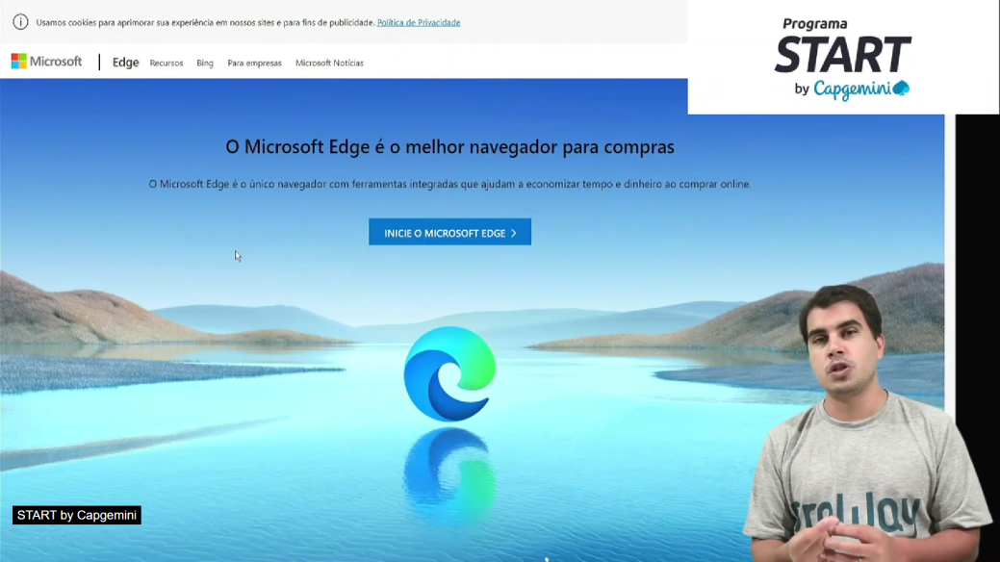 Usamos cookies para aprimorar sua experiência em nossos sites e para fins de publicidade. Política de Privacidade
Programa
START
by Capgemini
Microsoft | Edge Recursos Bing Para empresas Microsoft Notícias
O Microsoft Edge é o melhor navegador para compras
O Microsoft Edge é o único navegador com ferramentas integradas que ajudam a economizar tempo e dinheiro ao comprar online.
INICIE O MICROSOFT EDGE >
START by Capgemini